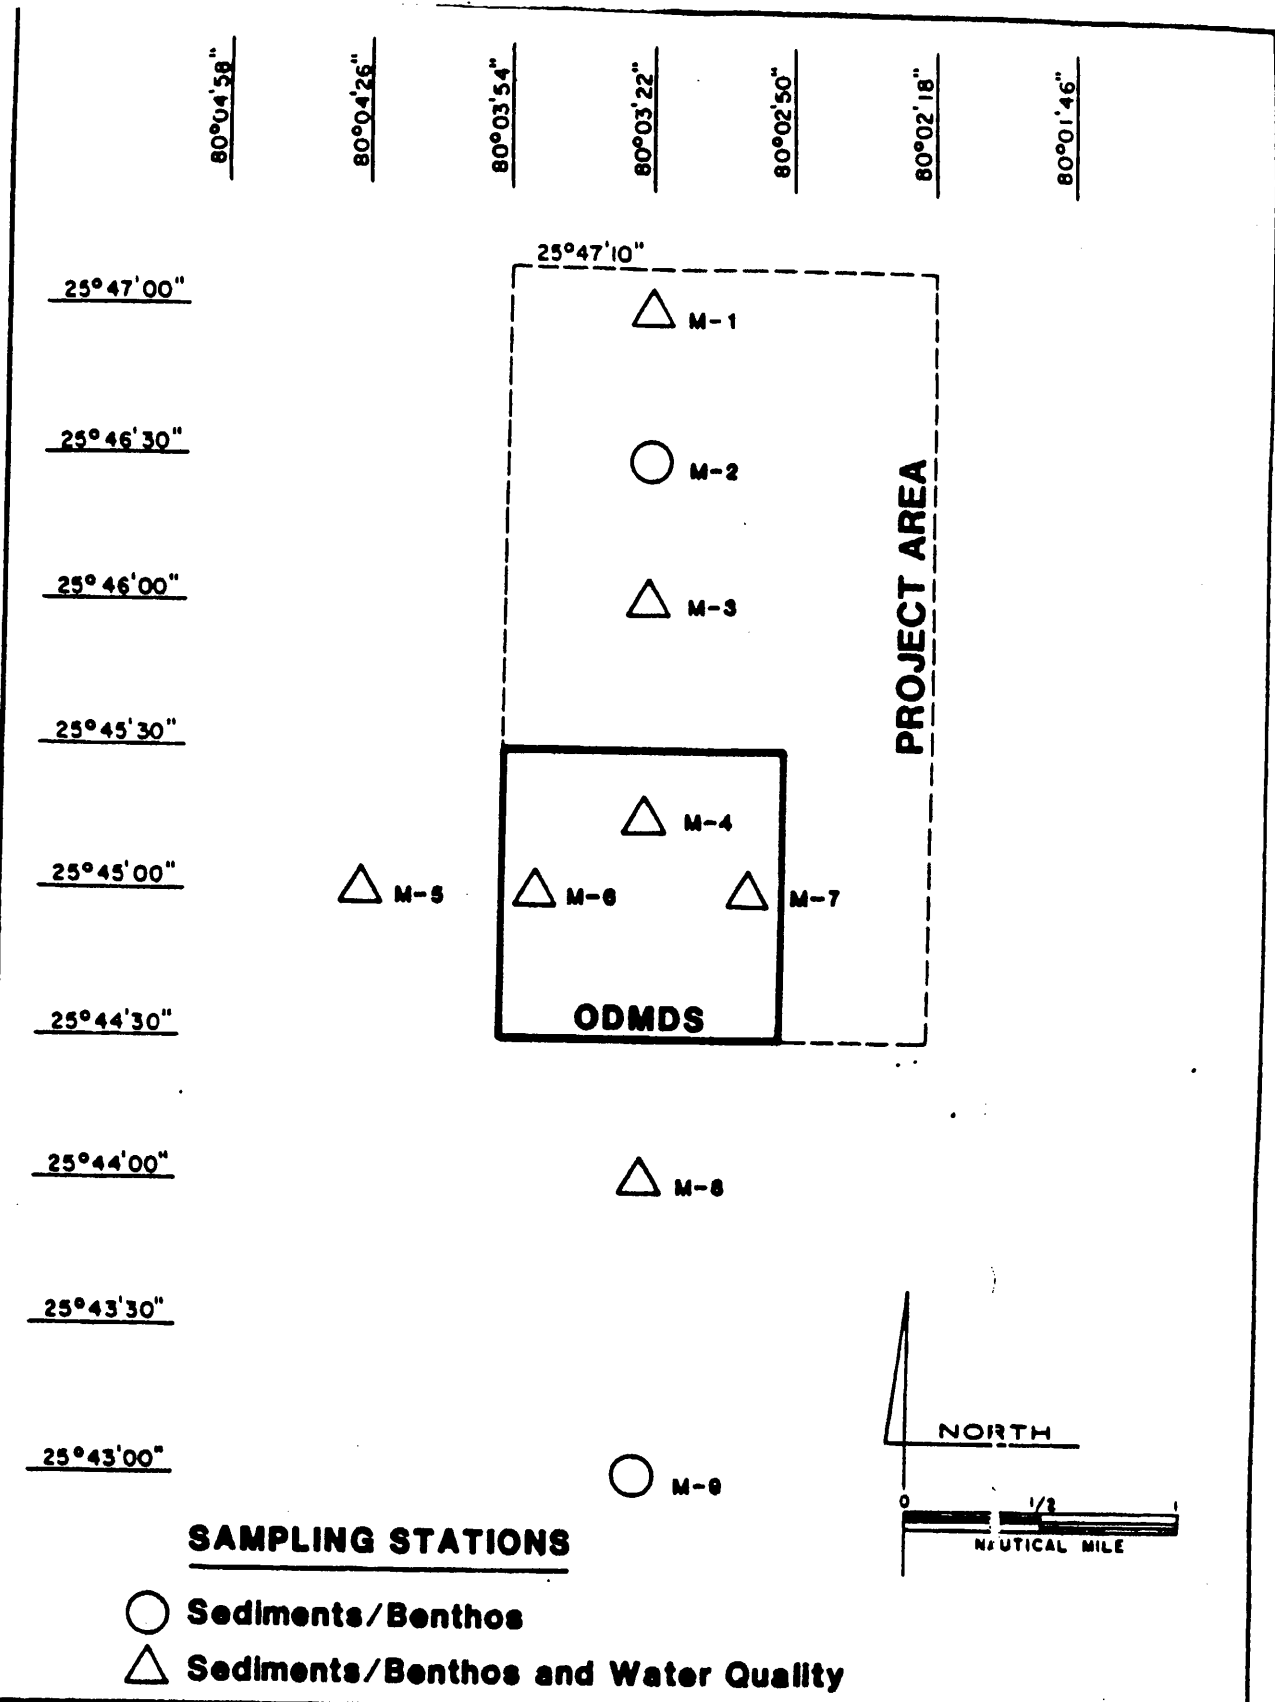 80°04'58"
80°04'26"
80°03'54"
80°03'22"
80°02'50"
80°02'18"
80°01'46"
25°47'10"
25°47'00"
M-1
25°46'30"
M-2
PROJECT AREA
25°46'00"
M-3
25°45'30"
M-4
25°45'00"
M-5
M-6
M-7
25°44'30"
ODMDS
25°44'00"
M-8
25°43'30"
NORTH
25°43'00"
M-9
0 1/2 1
NAUTICAL MILE
SAMPLING STATIONS
Sediments/Benthos
Sediments/Benthos and Water Quality